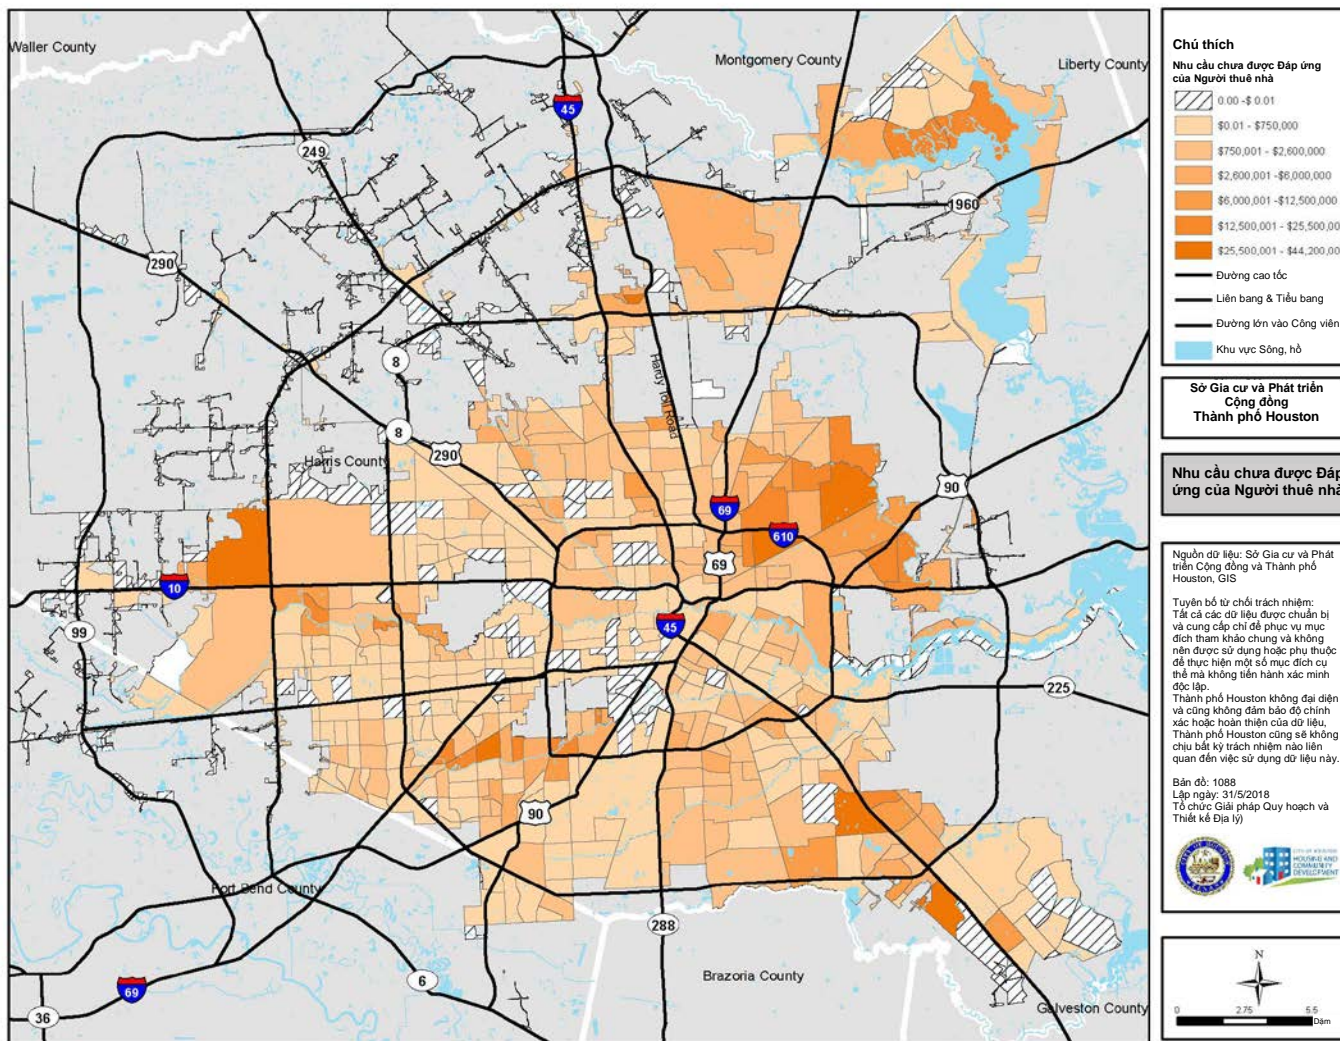 Waller County
Montgomery County
Liberty County
45
249
290
1960
8
Hardy Toll Road
8
290
Harris County
90
69
610
69
10
99
45
225
90
Fort Bend County
288
6
Brazoria County
69
36
Galveston County
Chú thích
Nhu cầu chưa được Đáp ứng
của Người thuê nhà
0.00 -$ 0.01
$0.01 - $750,000
$750,001 - $2,600,000
$2,600,001 -$6,000,000
$6,000,001 -$12,500,000
$12,500,001 - $25,500,00
$25,500,001 - $44,200,00
Đường cao tốc
Liên bang & Tiểu bang
Đường lớn vào Công viên
Khu vực Sông, hồ
Sở Gia cư và Phát triển
Cộng đồng
Thành phố Houston
Nhu cầu chưa được Đáp
ứng của Người thuê nhà
Nguồn dữ liệu: Sở Gia cư và Phát
triển Cộng đồng và Thành phố
Houston, GIS
Tuyên bố từ chối trách nhiệm:
Tất cả các dữ liệu được chuẩn bị
và cung cấp chỉ để phục vụ mục
đích tham khảo chung và không
nên được sử dụng hoặc phụ thuộc
để thực hiện một số mục đích cụ
thể mà không tiến hành xác minh
độc lập.
Thành phố Houston không đại diện
và cũng không đảm bảo độ chính
xác hoặc hoàn thiện của dữ liệu,
Thành phố Houston cũng sẽ không
chịu bất kỳ trách nhiệm nào liên
quan đến việc sử dụng dữ liệu này.
Bản đồ: 1088
Lập ngày: 31/5/2018
Tổ chức Giải pháp Quy hoạch và
Thiết kế Địa lý)
CITY OF HOUSTON
HOUSING AND
COMMUNITY
DEVELOPMENT
N
0 2.75 5.5
Dặm